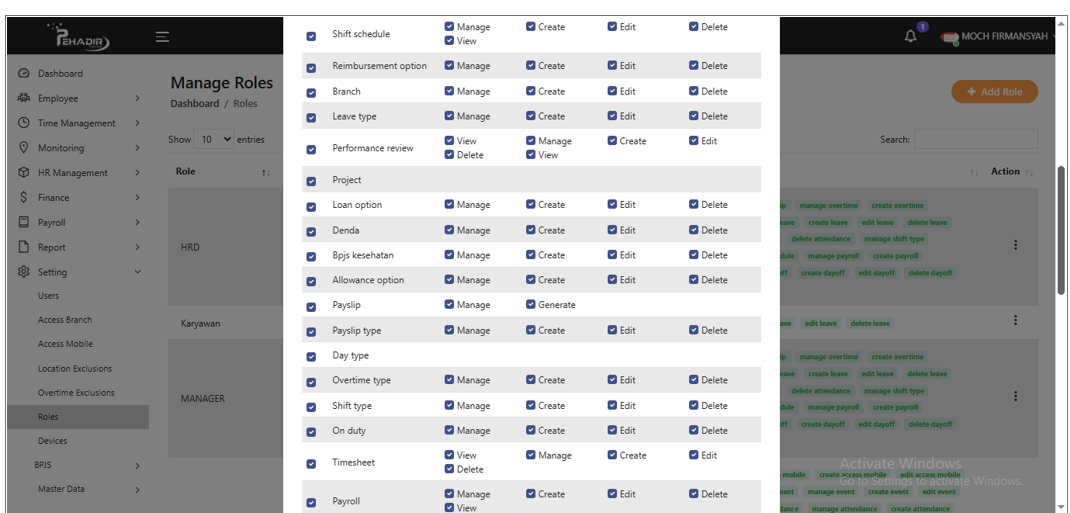 PEHADIR
1
MOCH FIRMANSYAH
Dashboard
Employee
Time Management
Monitoring
HR Management
Finance
Payroll
Report
Setting
Users
Access Branch
Access Mobile
Location Exclusions
Overtime Exclusions
Roles
Devices
BPJS
Master Data
Manage Roles
Dashboard / Roles
Add Role
Show 10 entries
Search:
Role
Action
HRD
Karyawan
MANAGER
Shift schedule Manage Create Edit Delete
View
Reimbursement option Manage Create Edit Delete
Branch Manage Create Edit Delete
Leave type Manage Create Edit Delete
Performance review View Manage Create Edit
Delete View
Project
Loan option Manage Create Edit Delete
Denda Manage Create Edit Delete
Bpjs kesehatan Manage Create Edit Delete
Allowance option Manage Create Edit Delete
Payslip Manage Generate
Payslip type Manage Create Edit Delete
Day type
Overtime type Manage Create Edit Delete
Shift type Manage Create Edit Delete
On duty Manage Create Edit Delete
Timesheet View Manage Create Edit
Delete
Payroll Manage Create Edit Delete
View
manage overtime create overtime
create leave edit leave delete leave
delete attendance manage shift type
manage payroll create payroll
create dayoff edit dayoff delete dayoff
edit leave delete leave
manage overtime create overtime
create leave edit leave delete leave
delete attendance manage shift type
manage payroll create payroll
create dayoff edit dayoff delete dayoff
mobile create access mobile edit access mobile
manage event create event edit event
manage attendance create attendance
Activate Windows
Go to Settings to activate Windows.